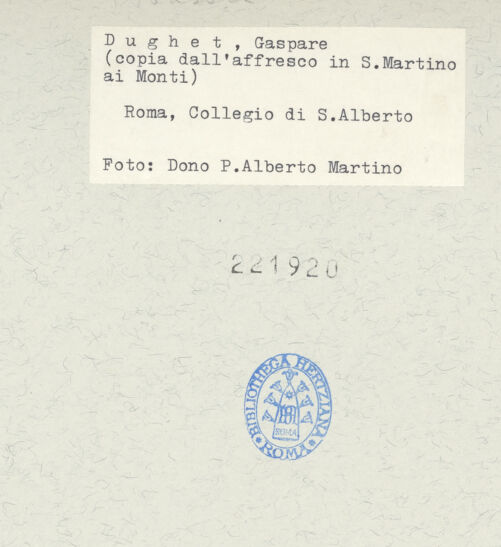 D u g h e t , Gaspare
(copia dall'affresco in S.Martino
ai Monti)
Roma, Collegio di S.Alberto
Foto: Dono P.Alberto Martino
221920
BIBLIOTHECA HERTZIANA
ROMA